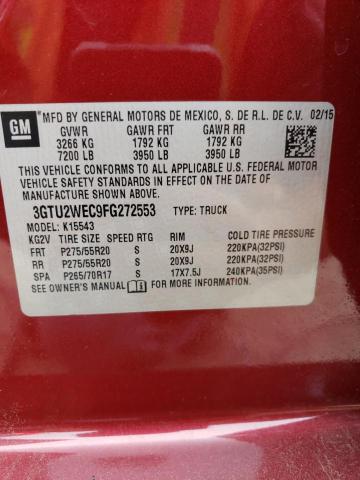 GM
MFD BY GENERAL MOTORS DE MEXICO, S. DE R.L. DE C.V. 02/15
GVWR GAWR FRT GAWR RR
3266 KG 1792 KG 1792 KG
7200 LB 3950 LB 3950 LB
THIS VEHICLE CONFORMS TO ALL APPLICABLE U.S. FEDERAL MOTOR
VEHICLE SAFETY STANDARDS IN EFFECT ON THE DATE OF
MANUFACTURE SHOWN ABOVE.
3GTU2WEC9FG272553 TYPE: TRUCK
MODEL: K15543
KG2V TIRE SIZE SPEED RTG RIM COLD TIRE PRESSURE
FRT P275/55R20 S 20X9J 220KPA(32PSI)
RR P275/55R20 S 20X9J 220KPA(32PSI)
SPA P265/70R17 S 17X7.5J 240KPA(35PSI)
SEE OWNER'S MANUAL FOR MORE INFORMATION.